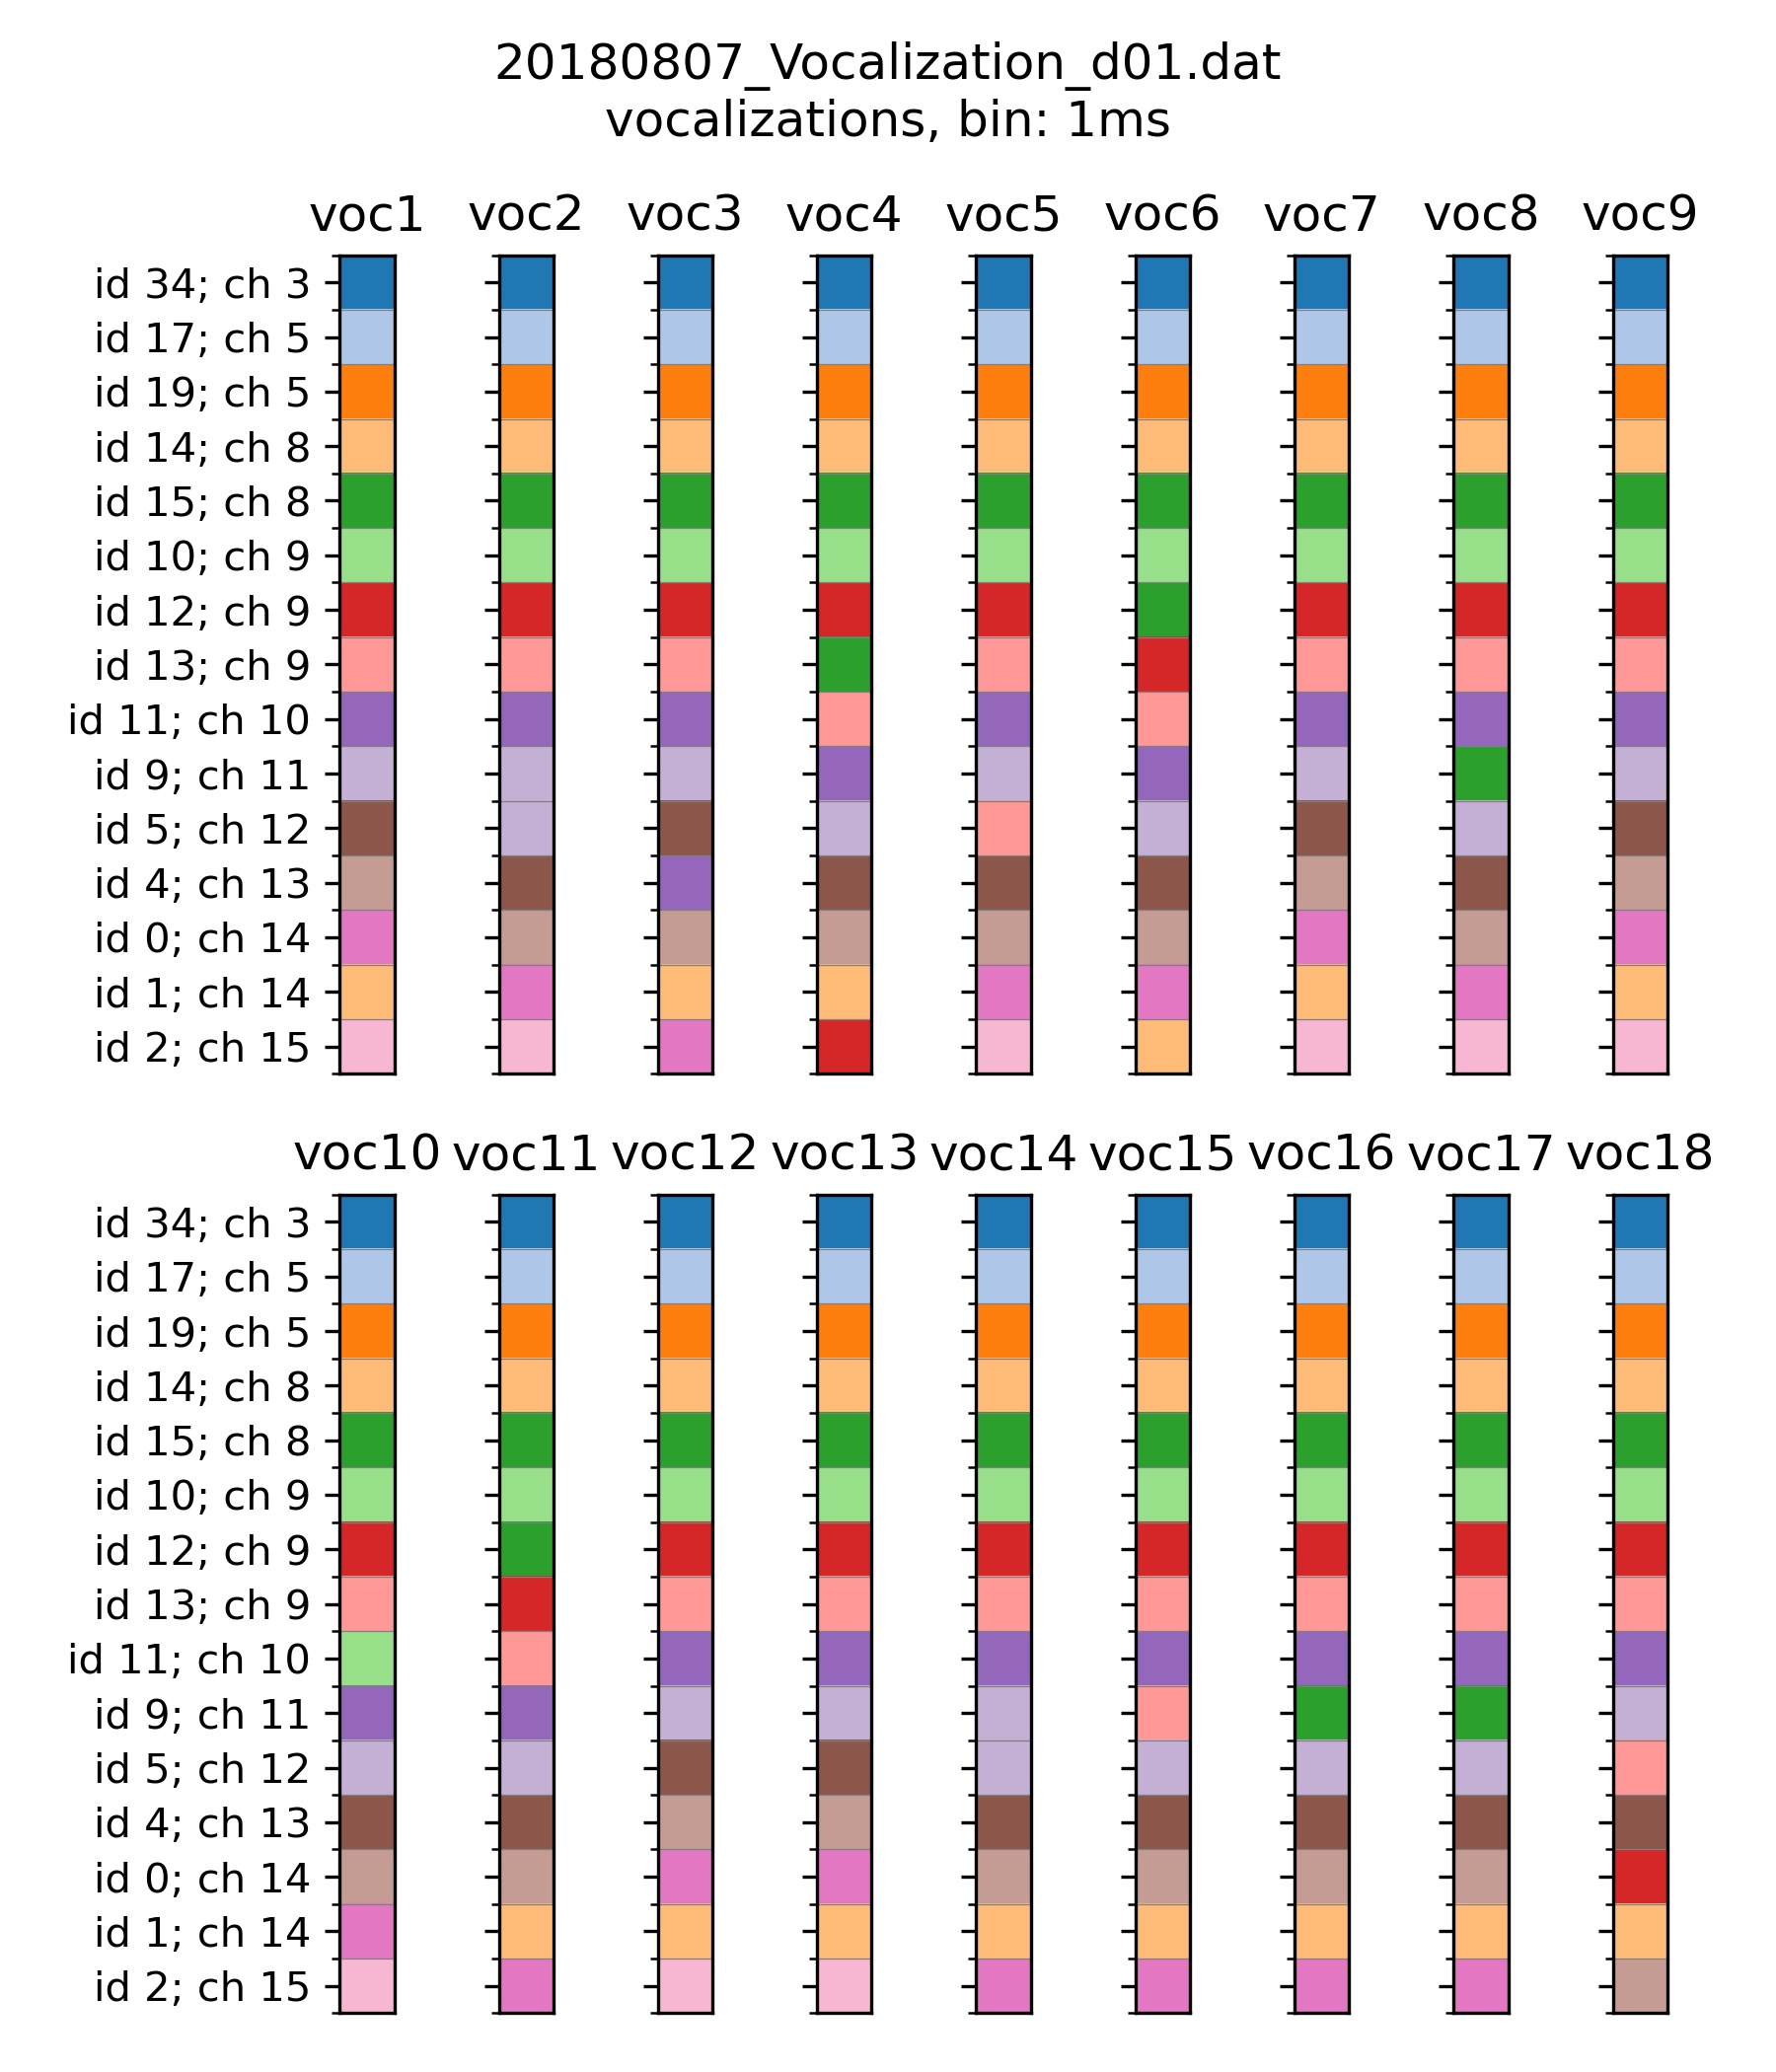 20180807_Vocalization_d01.dat
vocalizations, bin: 1ms
voc1 voc2 voc3 voc4 voc5 voc6 voc7 voc8 voc9
id 34; ch 3
id 17; ch 5
id 19; ch 5
id 14; ch 8
id 15; ch 8
id 10; ch 9
id 12; ch 9
id 13; ch 9
id 11; ch 10
id 9; ch 11
id 5; ch 12
id 4; ch 13
id 0; ch 14
id 1; ch 14
id 2; ch 15
voc10 voc11 voc12 voc13 voc14 voc15 voc16 voc17 voc18
id 34; ch 3
id 17; ch 5
id 19; ch 5
id 14; ch 8
id 15; ch 8
id 10; ch 9
id 12; ch 9
id 13; ch 9
id 11; ch 10
id 9; ch 11
id 5; ch 12
id 4; ch 13
id 0; ch 14
id 1; ch 14
id 2; ch 15